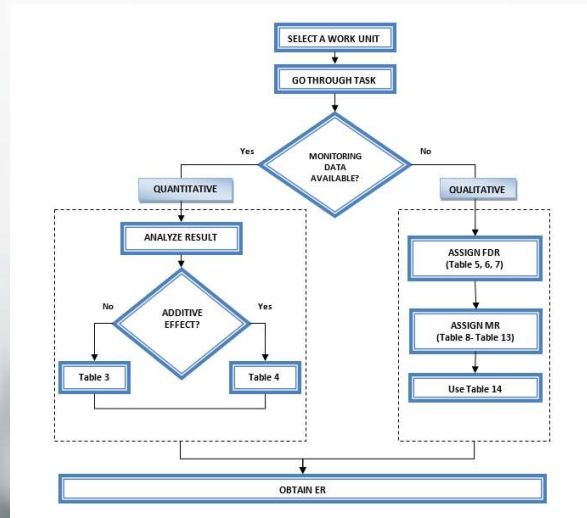 SELECT A WORK UNIT
GO THROUGH TASK
MONITORING
DATA
AVAILABLE?
Yes
No
QUANTITATIVE
QUALITATIVE
ANALYZE RESULT
ADDITIVE
EFFECT?
No
Yes
Table 3
Table 4
ASSIGN FDR
(Table 5, 6, 7)
ASSIGN MR
(Table 8- Table 13)
Use Table 14
OBTAIN ER